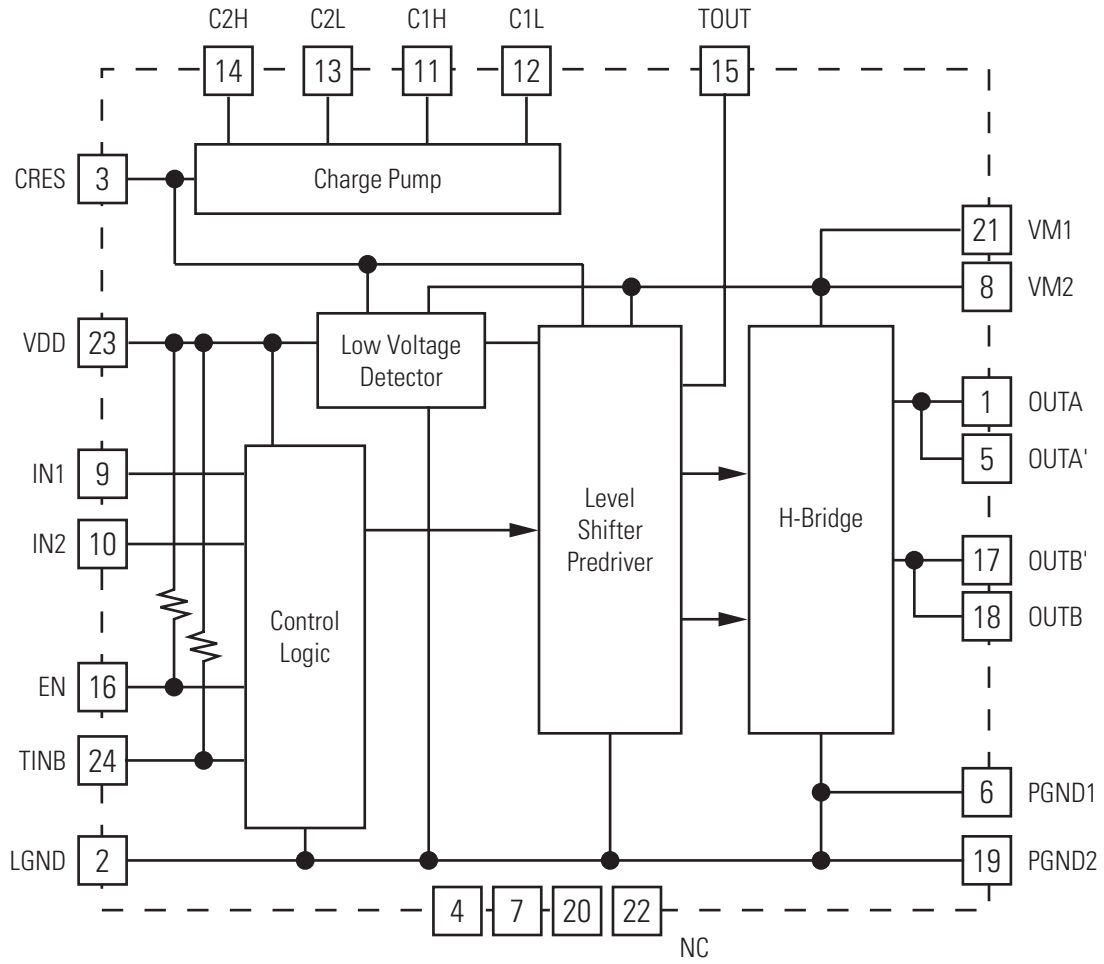 C2H C2L C1H C1L TOUT
14 13 11 12 15
CRES 3
Charge Pump
21 VM1
8 VM2
VDD 23
Low Voltage
Detector
1 OUTA
5 OUTA'
IN1 9
IN2 10
Level
Shifter
Predriver
H-Bridge
17 OUTB'
18 OUTB
Control
Logic
EN 16
TINB 24
6 PGND1
LGND 2
19 PGND2
4 7 20 22
NC